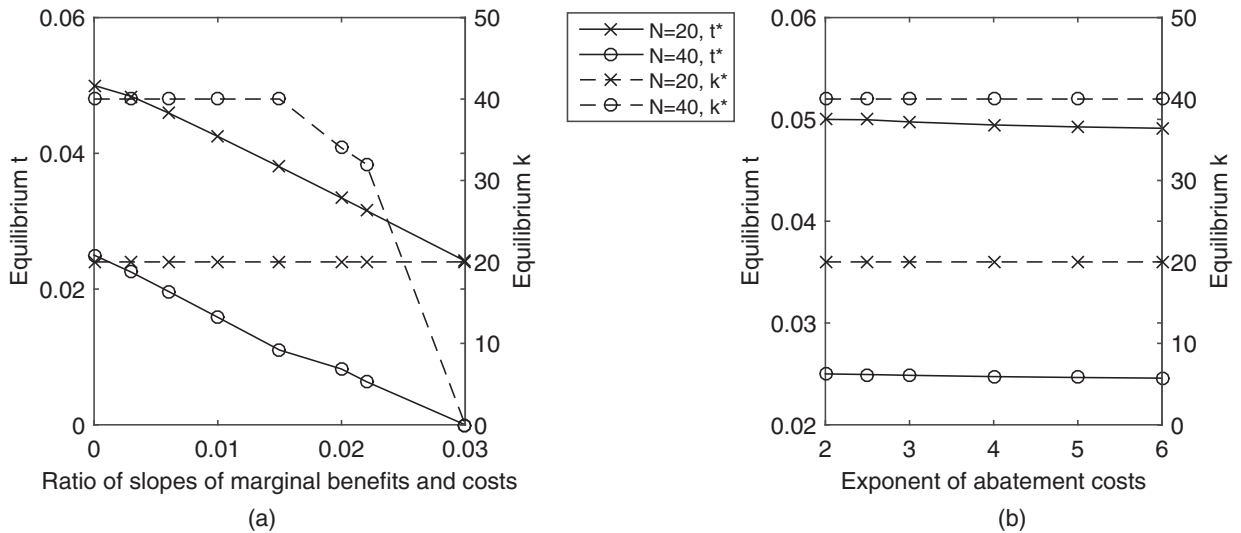 0.06
0.04
0.02
0
Equilibrium t
50
40
30
20
10
0
Equilibrium k
0
0.01
0.02
0.03
Ratio of slopes of marginal benefits and costs
(a)
N=20, t*
N=40, t*
N=20, k*
N=40, k*
0.06
0.05
0.04
0.03
0.02
Equilibrium t
50
40
30
20
10
0
Equilibrium k
2
3
4
5
6
Exponent of abatement costs
(b)